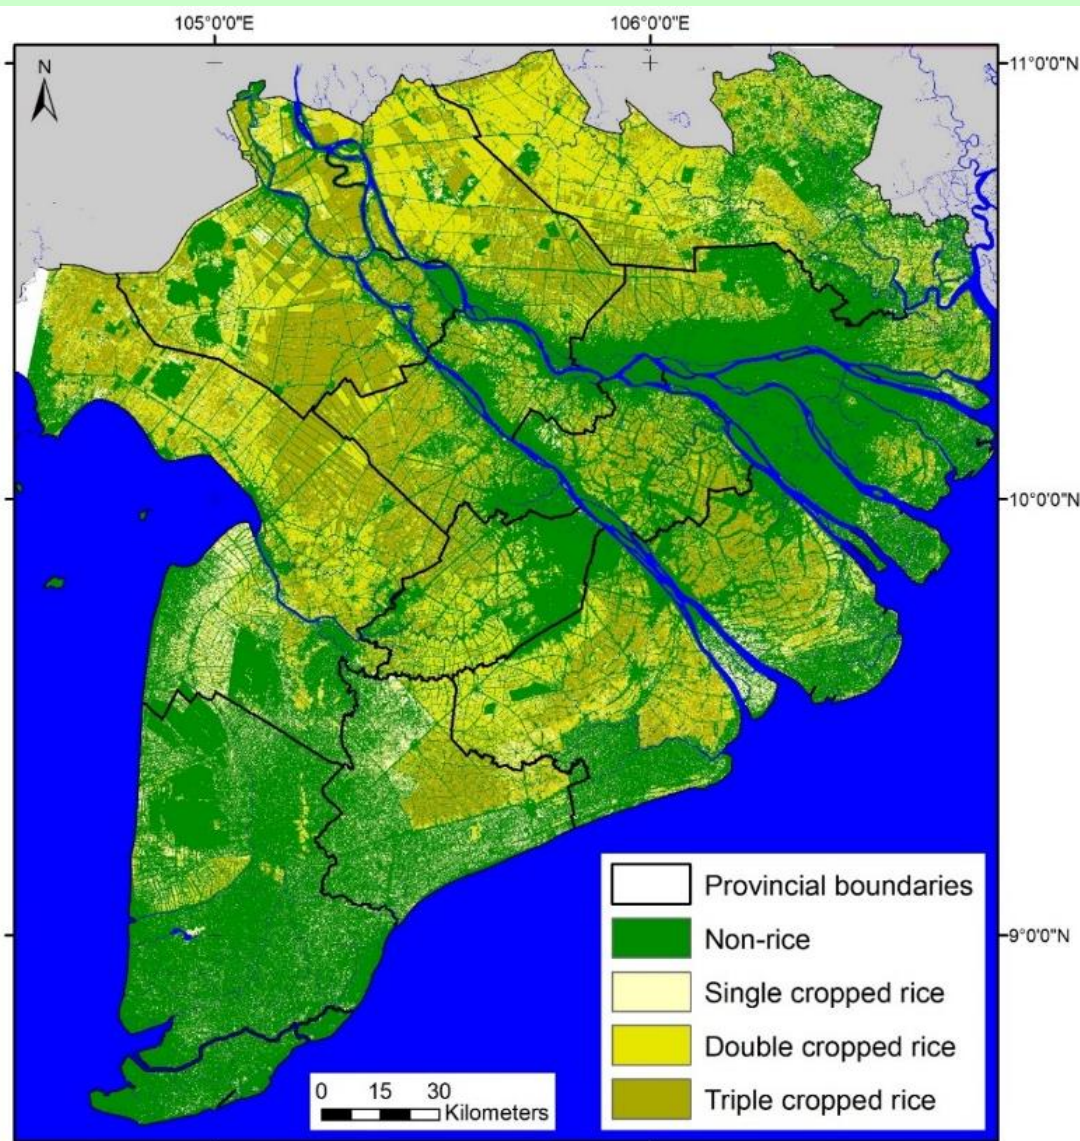 105°0'0"E 106°0'0"E
N
11°0'0"N
10°0'0"N
9°0'0"N
Provincial boundaries
Non-rice
Single cropped rice
Double cropped rice
Triple cropped rice
0 15 30
Kilometers